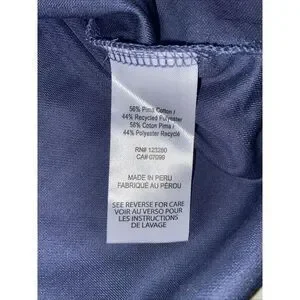 56% Pima Cotton /
44% Recycled Polyester
56% Coton Pima /
44% Polyester Recyclé
RN# 123280
CA# 07099
MADE IN PERU
FABRIQUÉ AU PÉROU
SEE REVERSE FOR CARE
VOIR AU VERSO POUR
LES INSTRUCTIONS
DE LAVAGE